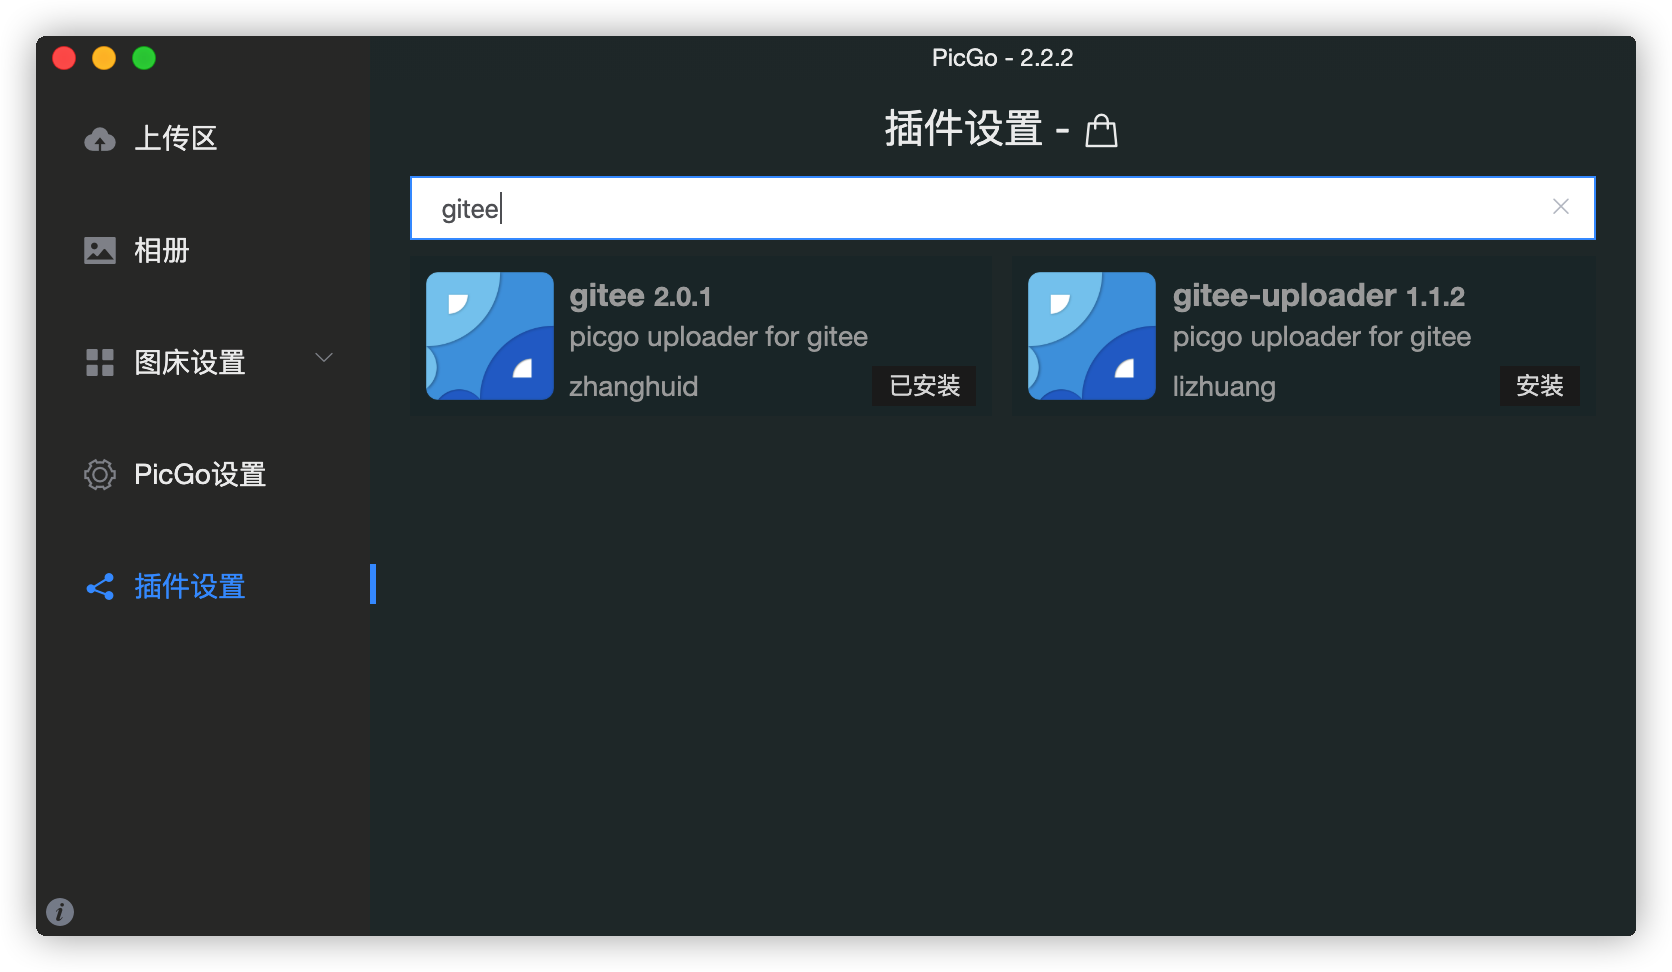 PicGo - 2.2.2
上传区
相册
图床设置
PicGo设置
插件设置
插件设置 -
gitee
gitee 2.0.1
picgo uploader for gitee
zhanghuid
已安装
gitee-uploader 1.1.2
picgo uploader for gitee
lizhuang
安装